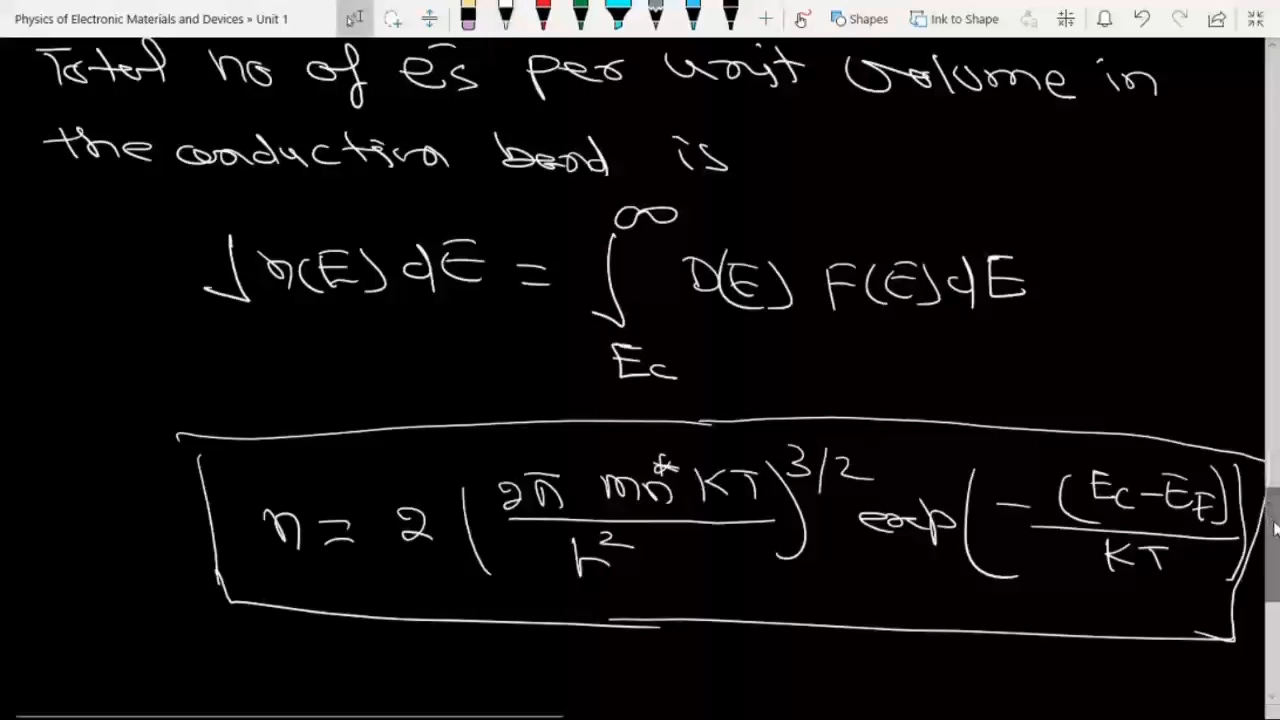 Physics of Electronic Materials and Devices » Unit 1
Shapes
Ink to Shape
Total no of e̅s per unit volume in
the conduction band is
∫ n(E) dE = ∫_{Ec}^{∞} D(E) F(E) dE
n = 2 (2π mn* KT / h²)^{3/2} exp(- (Ec - EF) / KT)